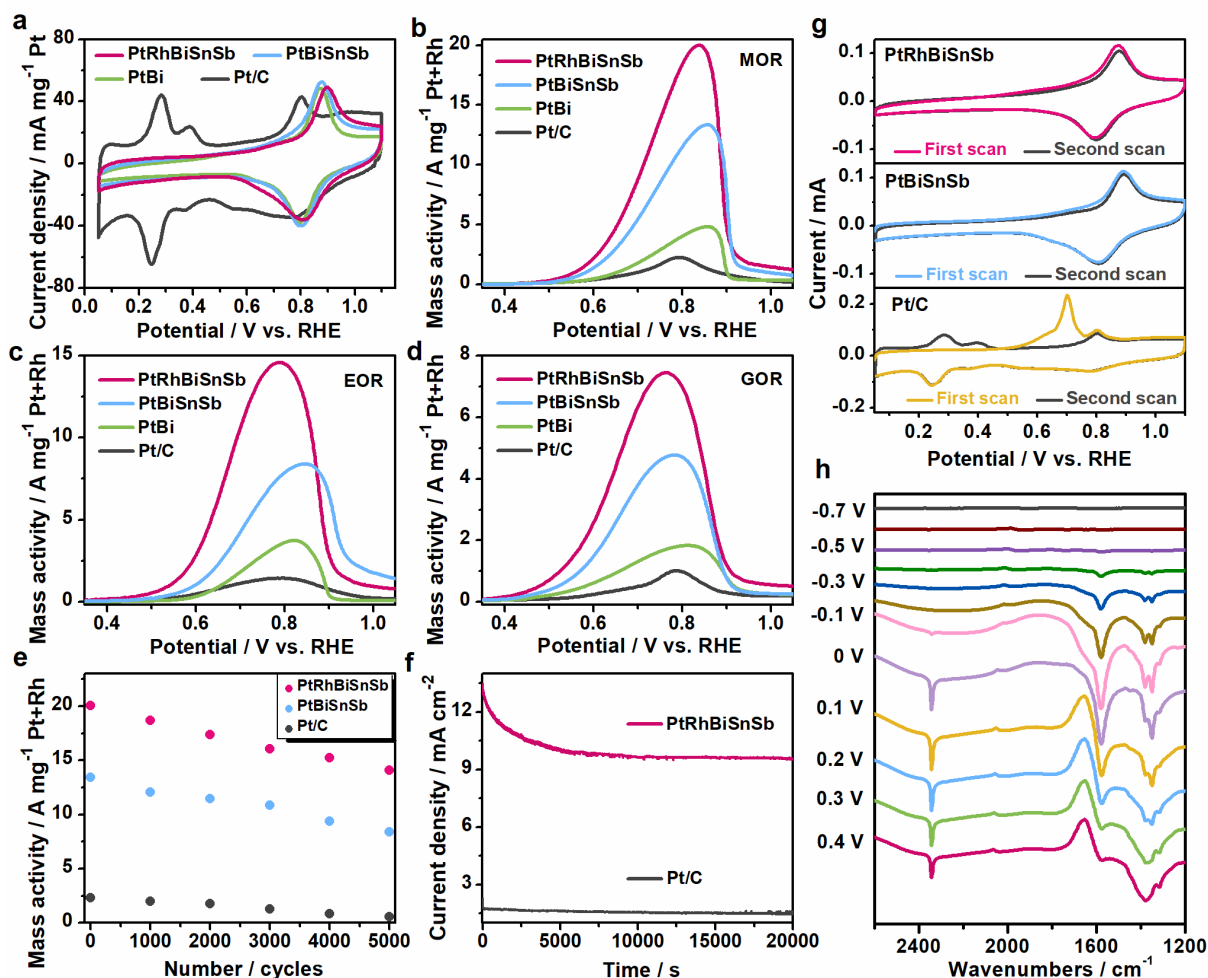 a
Current density / mA mg⁻¹ Pt
80
40
0
-40
-80
PtRhBiSnSb PtBiSnSb
PtBi Pt/C
0.0 0.2 0.4 0.6 0.8 1.0
Potential / V vs. RHE
b
Mass activity / A mg⁻¹ Pt+Rh
20
15
10
5
0
PtRhBiSnSb
PtBiSnSb
PtBi
Pt/C
MOR
0.4 0.6 0.8 1.0
Potential / V vs. RHE
c
Mass activity / A mg⁻¹ Pt+Rh
15
10
5
0
EOR
PtRhBiSnSb
PtBiSnSb
PtBi
Pt/C
0.4 0.6 0.8 1.0
Potential / V vs. RHE
d
Mass activity / A mg⁻¹ Pt+Rh
8
6
4
2
0
PtRhBiSnSb
PtBiSnSb
PtBi
Pt/C
GOR
0.4 0.6 0.8 1.0
Potential / V vs. RHE
e
Mass activity / A mg⁻¹ Pt+Rh
20
15
10
5
0
PtRhBiSnSb
PtBiSnSb
Pt/C
0 1000 2000 3000 4000 5000
Number / cycles
f
Current density / mA cm⁻²
12
9
6
3
PtRhBiSnSb
Pt/C
0 5000 10000 15000 20000
Time / s
g
Current / mA
0.1
0.0
-0.1
PtRhBiSnSb
First scan Second scan
0.1
0.0
-0.1
PtBiSnSb
First scan Second scan
0.2
0.0
-0.2
Pt/C
First scan Second scan
0.2 0.4 0.6 0.8 1.0
Potential / V vs. RHE
h
-0.7 V
-0.5 V
-0.3 V
-0.1 V
0 V
0.1 V
0.2 V
0.3 V
0.4 V
2400 2000 1600 1200
Wavenumbers / cm⁻¹